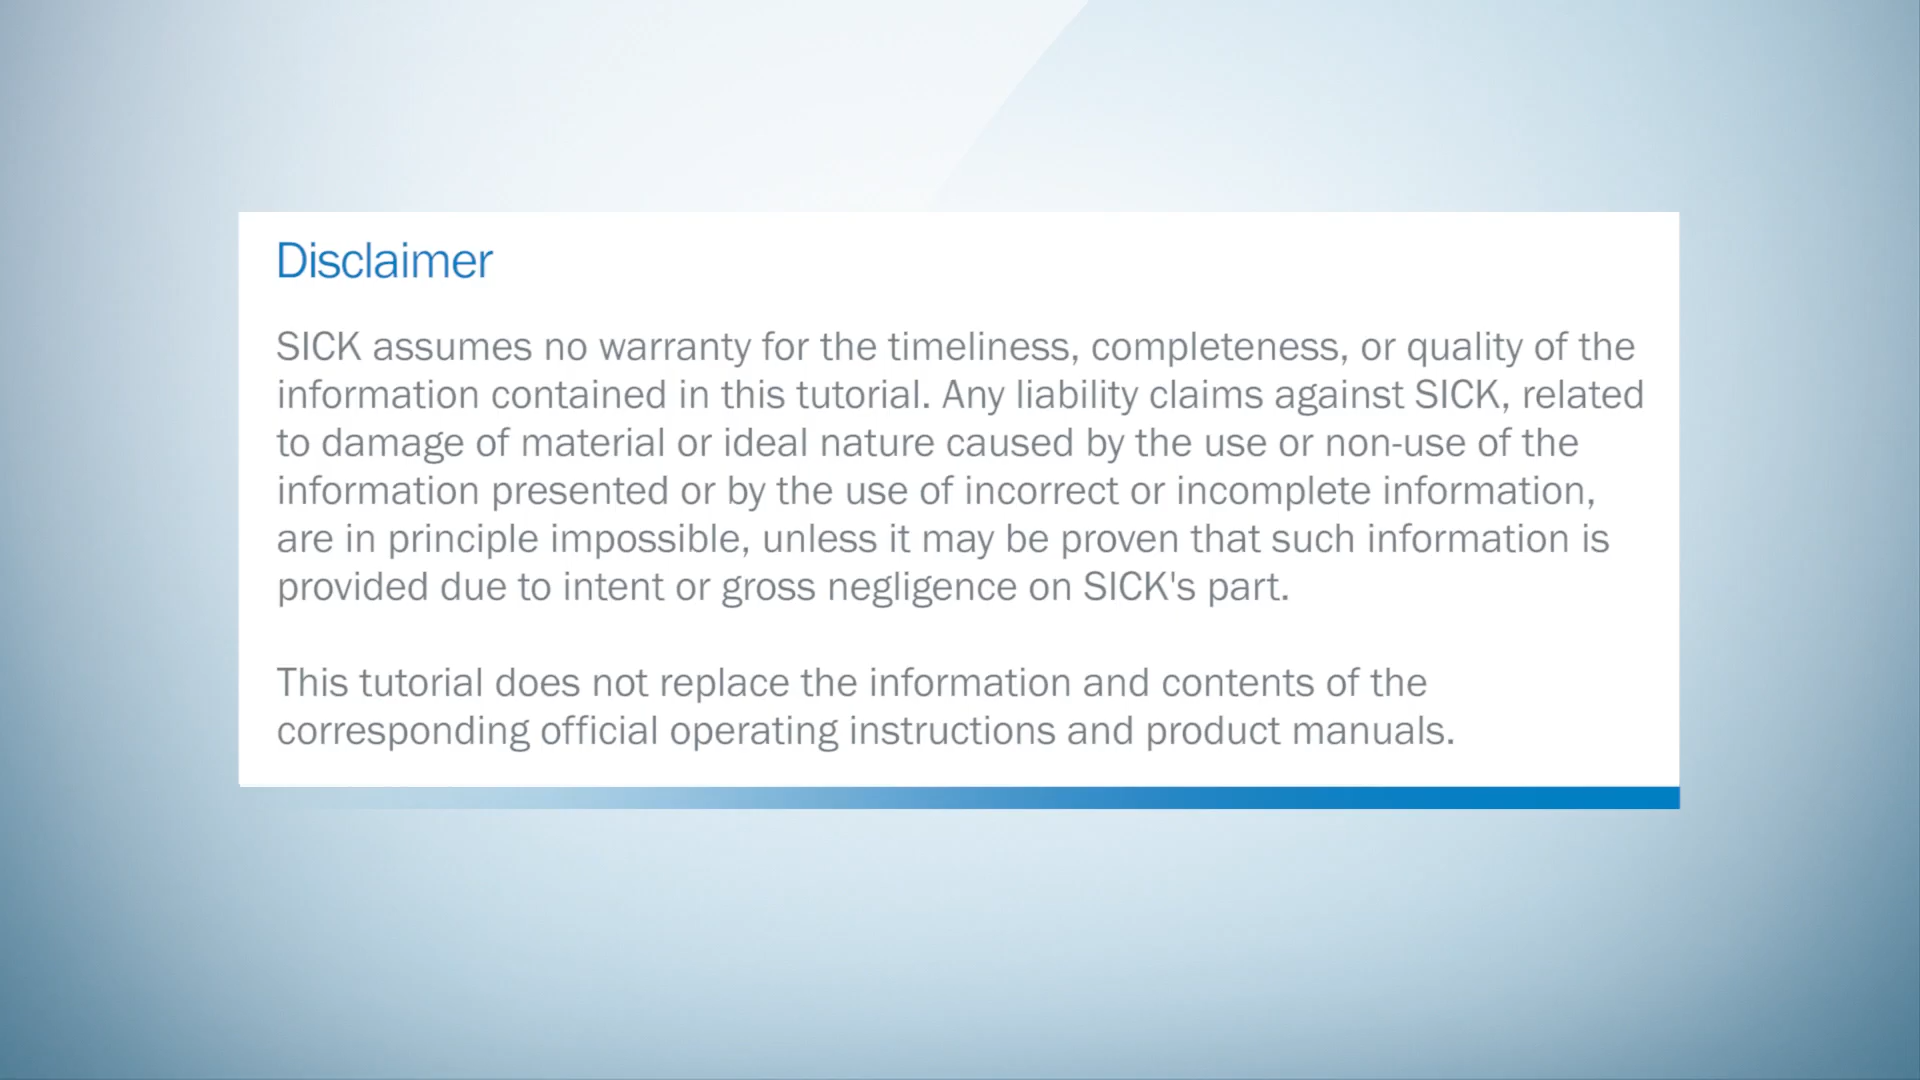 Disclaimer
SICK assumes no warranty for the timeliness, completeness, or quality of the
information contained in this tutorial. Any liability claims against SICK, related
to damage of material or ideal nature caused by the use or non-use of the
information presented or by the use of incorrect or incomplete information,
are in principle impossible, unless it may be proven that such information is
provided due to intent or gross negligence on SICK's part.
This tutorial does not replace the information and contents of the
corresponding official operating instructions and product manuals.